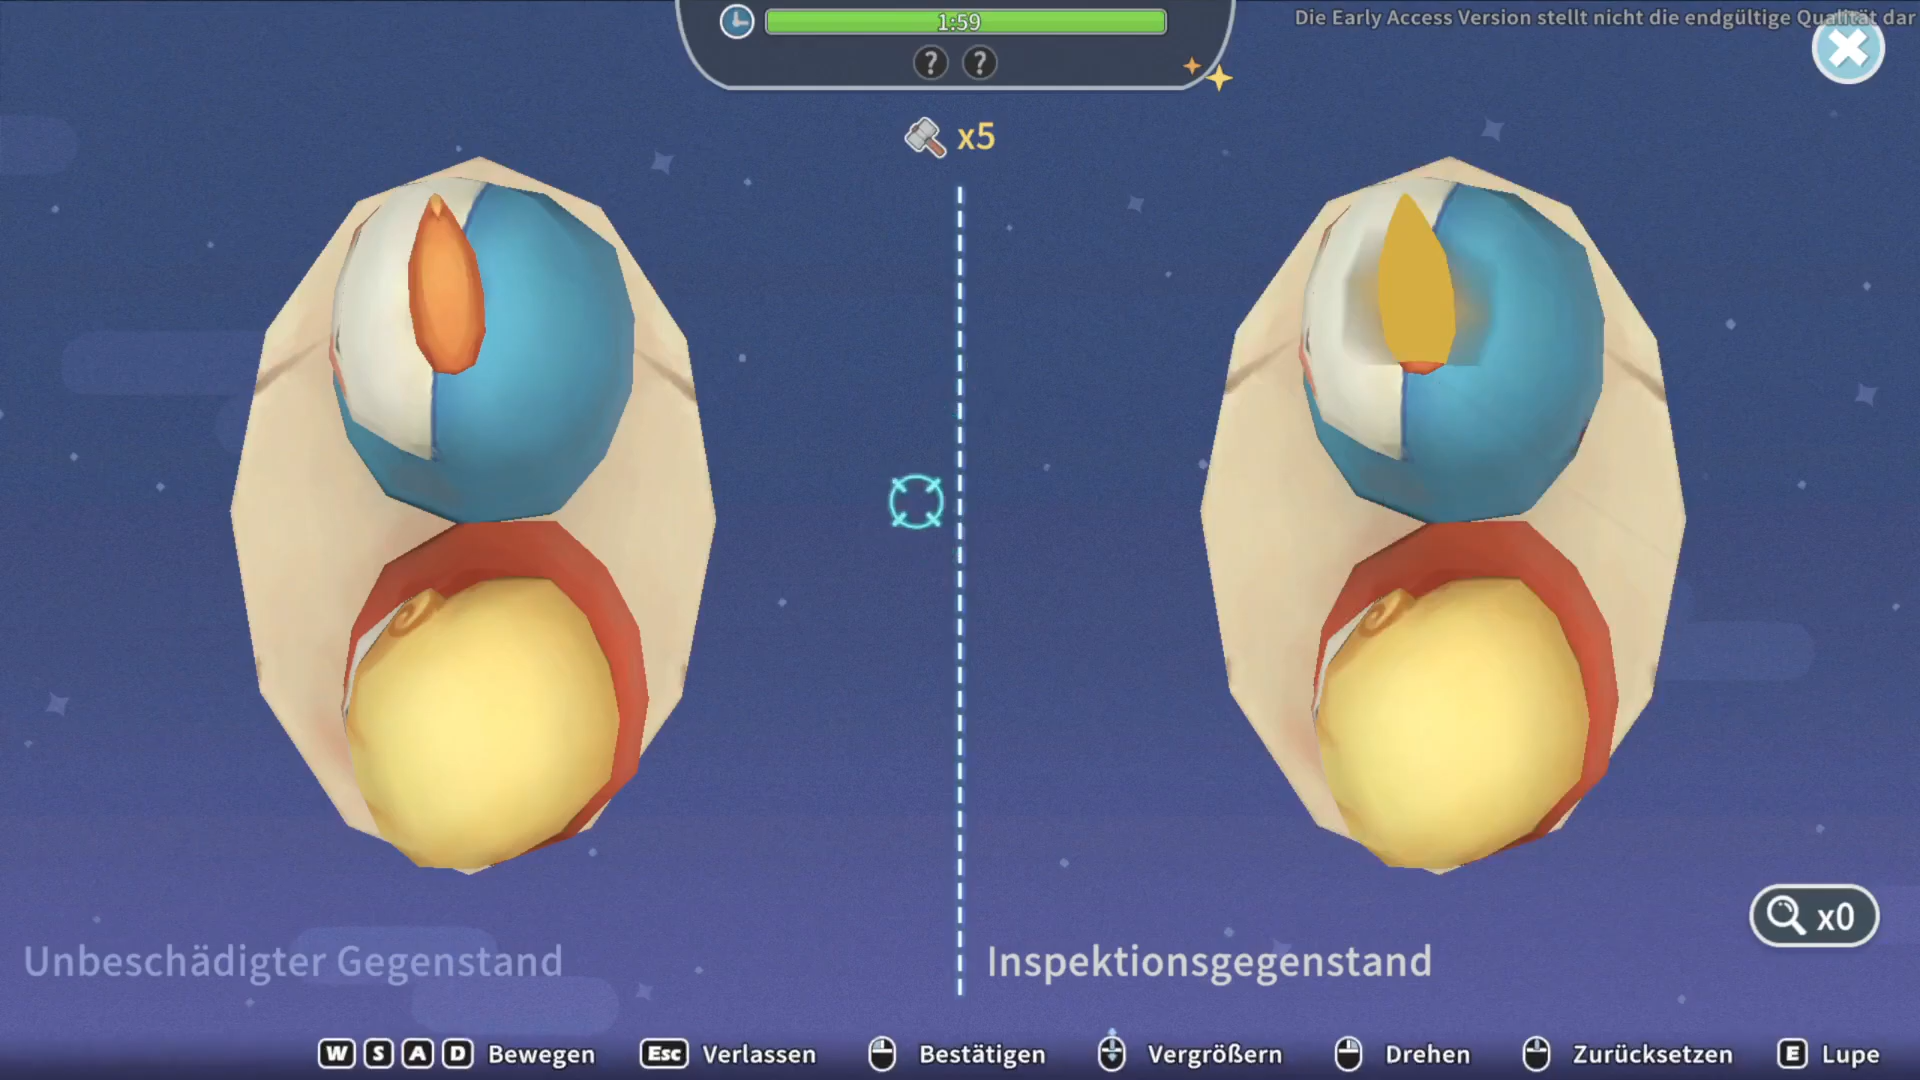 1:59
Die Early Access Version stellt nicht die endgültige Qualität dar
? ?
x5
x0
Unbeschädigter Gegenstand
Inspektionsgegenstand
W S A D Bewegen
Esc Verlassen
Bestätigen
Vergrößern
Drehen
Zurücksetzen
E Lupe